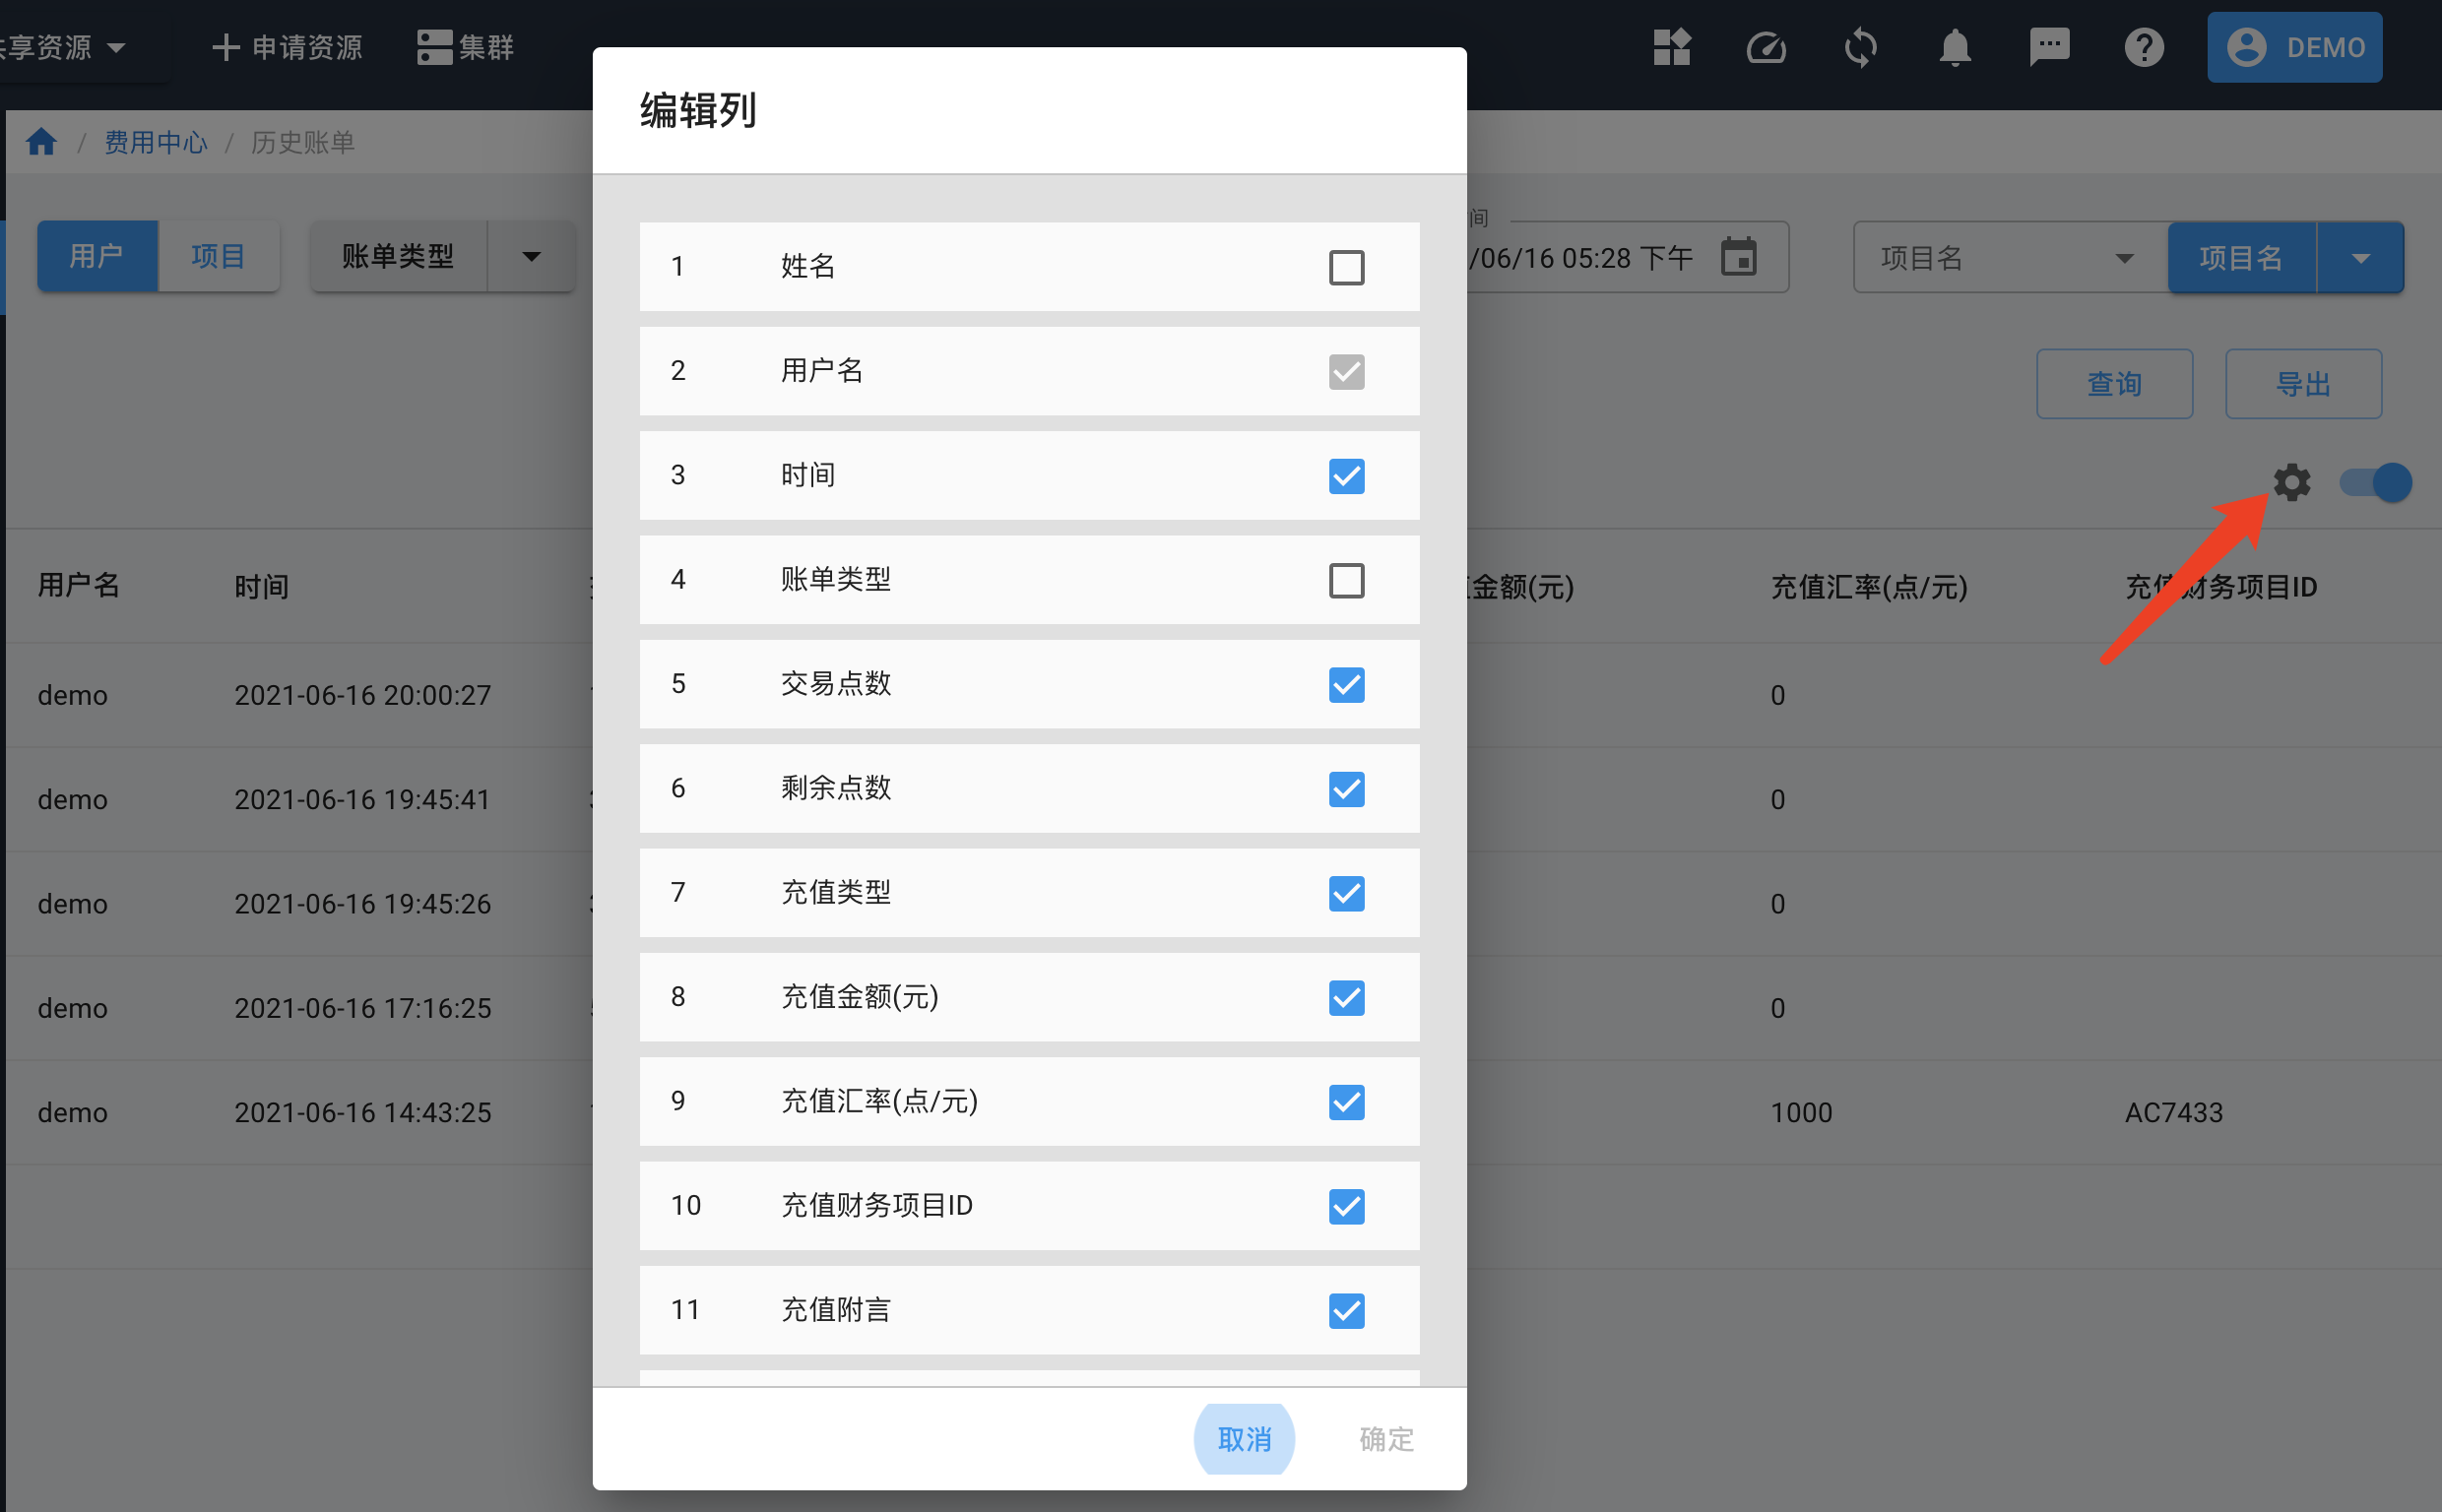 享资源
申请资源
集群
DEMO
/ 费用中心 / 历史账单
编辑列
用户
项目
账单类型
间
/06/16 05:28 下午
项目名
项目名
查询
导出
1 姓名
2 用户名
3 时间
4 账单类型
5 交易点数
6 剩余点数
7 充值类型
8 充值金额(元)
9 充值汇率(点/元)
10 充值财务项目ID
11 充值附言
取消
确定
用户名 时间 金额(元) 充值汇率(点/元) 充值财务项目ID
demo 2021-06-16 20:00:27 0
demo 2021-06-16 19:45:41 0
demo 2021-06-16 19:45:26 0
demo 2021-06-16 17:16:25 0
demo 2021-06-16 14:43:25 1000 AC7433